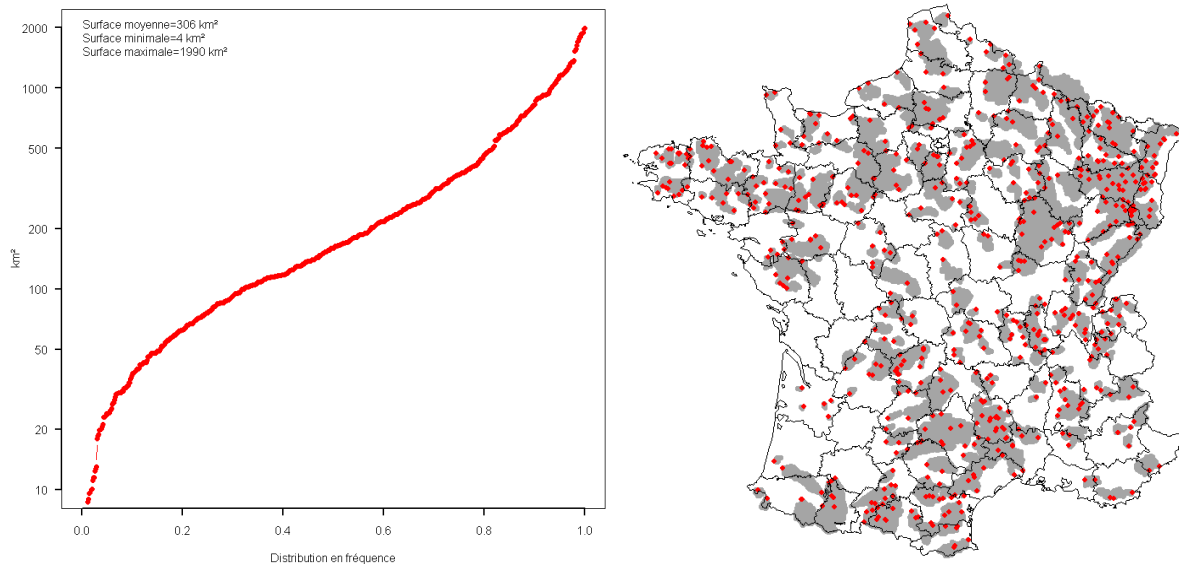 Surface moyenne=306 km²
Surface minimale=4 km²
Surface maximale=1990 km²
2000
1000
500
200
100
50
20
10
km²
0.0 0.2 0.4 0.6 0.8 1.0
Distribution en fréquence